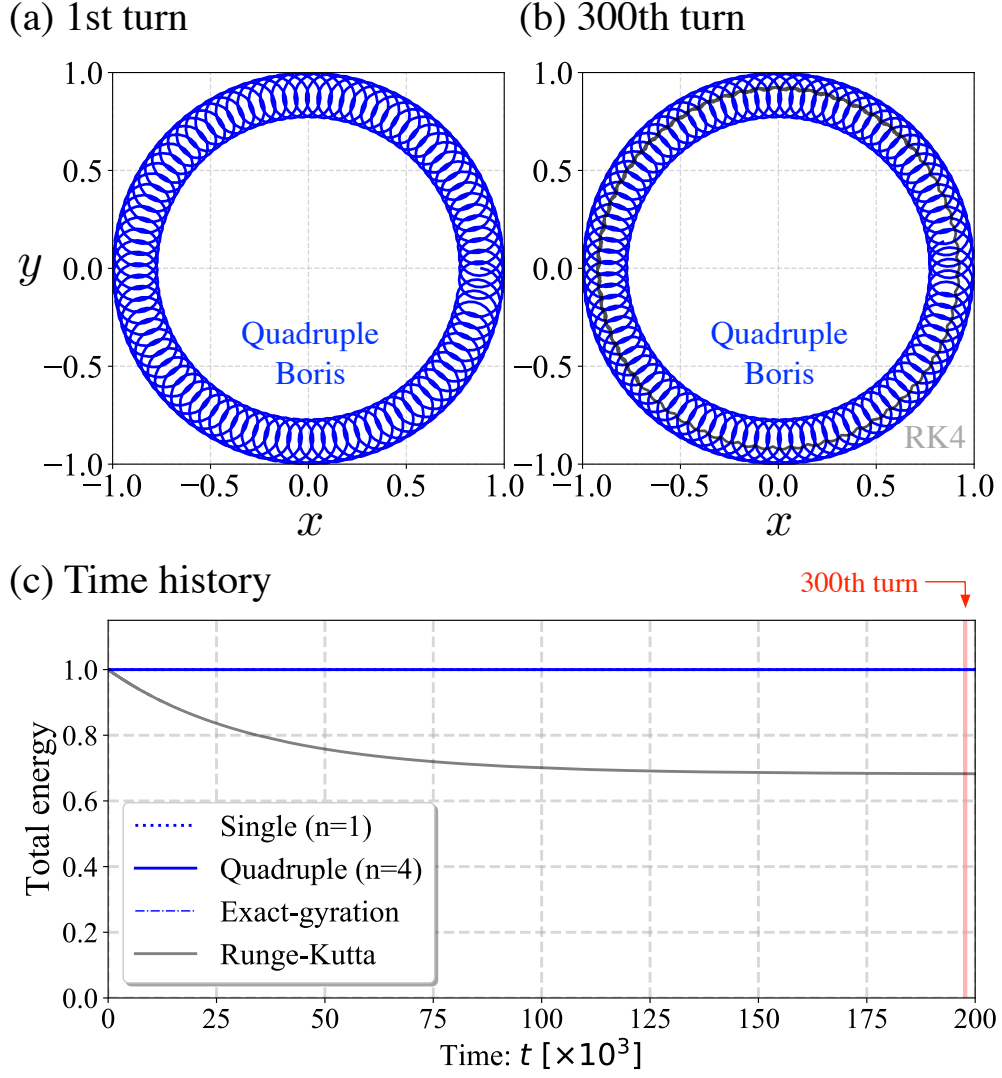 (a) 1st turn
(b) 300th turn
1.0
0.5
0.0
−0.5
−1.0
y
Quadruple
Boris
−1.0 −0.5 0.0 0.5 1.0
x
1.0
0.5
0.0
−0.5
−1.0
Quadruple
Boris
RK4
−1.0 −0.5 0.0 0.5 1.0
x
(c) Time history
300th turn
1.0
0.8
0.6
0.4
0.2
0.0
Total energy
Single (n=1)
Quadruple (n=4)
Exact-gyration
Runge-Kutta
0 25 50 75 100 125 150 175 200
Time: t [×10³]